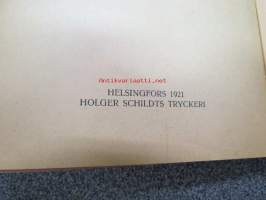 Antikvariaatti.net
HELSINGFORS 1921
HOLGER SCHILDTS TRYCKERI